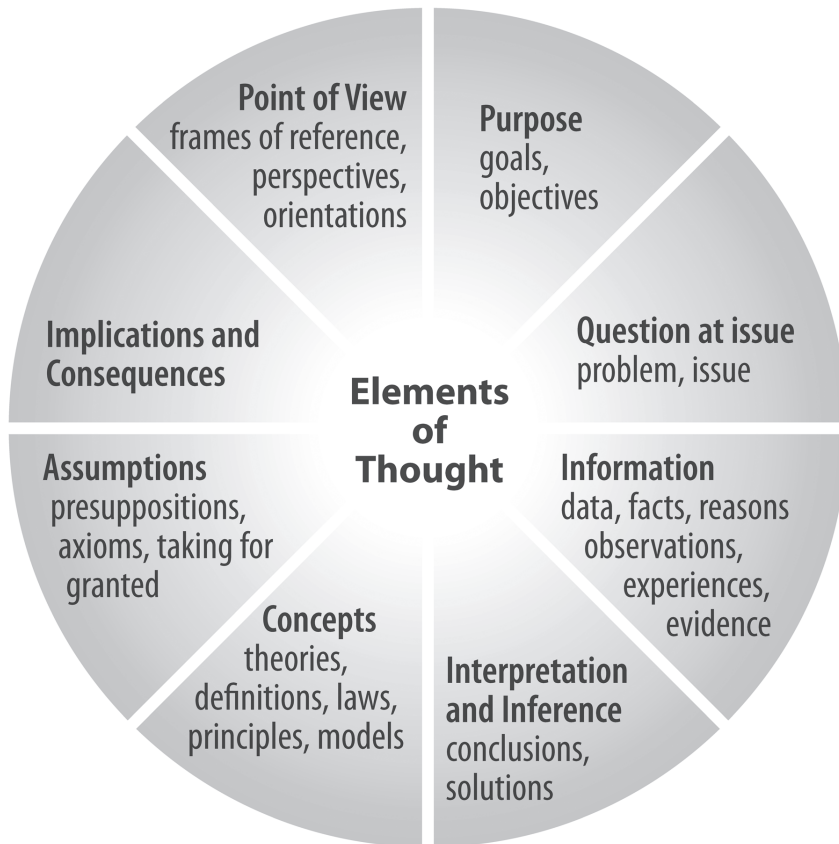 Point of View
frames of reference,
perspectives,
orientations
Purpose
goals,
objectives
Question at issue
problem, issue
Information
data, facts, reasons
observations,
experiences,
evidence
Interpretation
and Inference
conclusions,
solutions
Concepts
theories,
definitions, laws,
principles, models
Assumptions
presuppositions,
axioms, taking for
granted
Implications and
Consequences
Elements
of
Thought